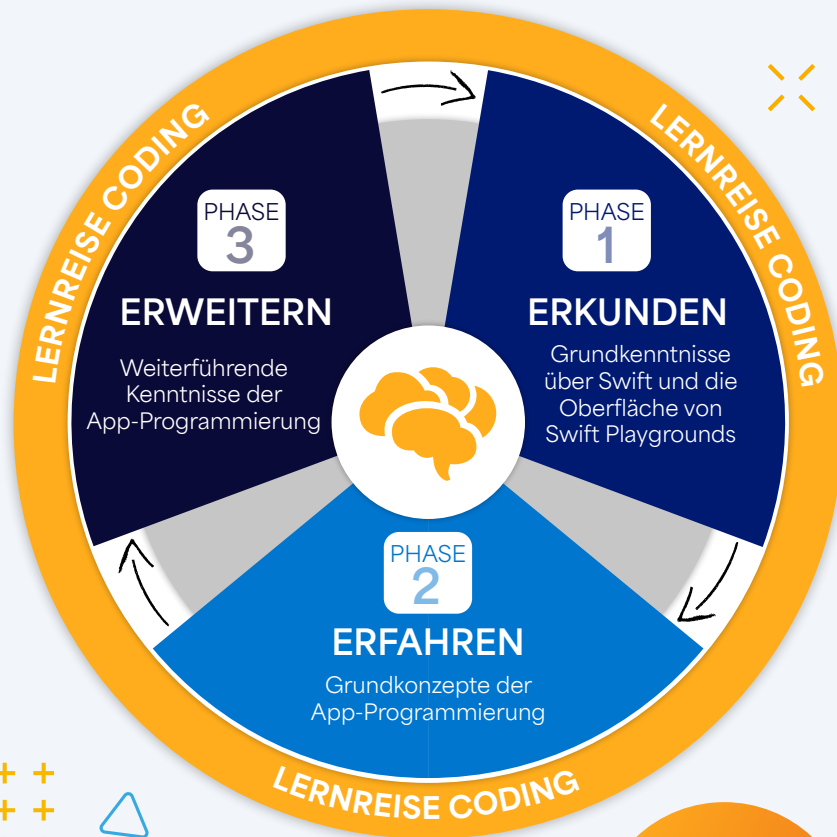 LERNREISE CODING
PHASE
1
ERKUNDEN
Grundkenntnisse
über Swift und die
Oberfläche von
Swift Playgrounds
LERNREISE CODING
PHASE
2
ERFAHREN
Grundkonzepte der
App-Programmierung
LERNREISE CODING
PHASE
3
ERWEITERN
Weiterführende
Kenntnisse der
App-Programmierung